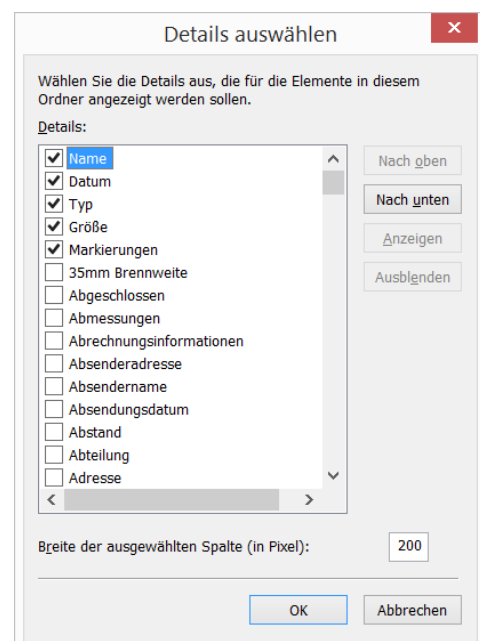 Details auswählen
Wählen Sie die Details aus, die für die Elemente in diesem
Ordner angezeigt werden sollen.
Details:
Name
Datum
Typ
Größe
Markierungen
35mm Brennweite
Abgeschlossen
Abmessungen
Abrechnungsinformationen
Absenderadresse
Absendername
Absendungsdatum
Abstand
Abteilung
Adresse
Nach oben
Nach unten
Anzeigen
Ausblenden
Breite der ausgewählten Spalte (in Pixel): 200
OK Abbrechen